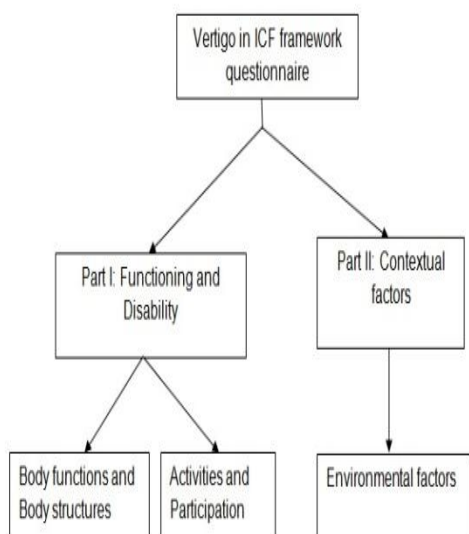 Vertigo in ICF framework
questionnaire
Part I: Functioning and
Disability
Part II: Contextual
factors
Body functions and
Body structures
Activities and
Participation
Environmental factors